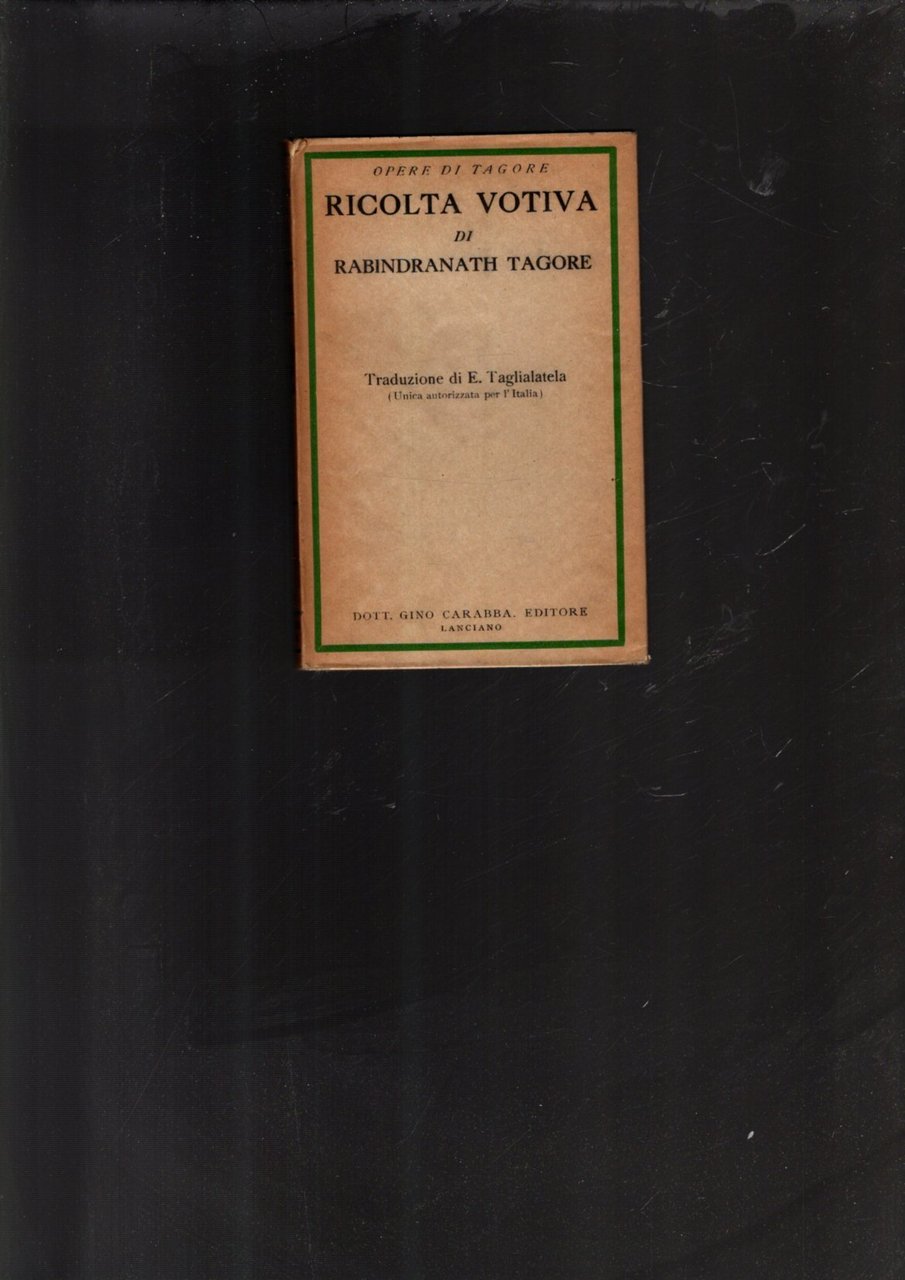 OPERE DI TAGORE
RICOLTA VOTIVA
DI
RABINDRANATH TAGORE
Traduzione di E. Taglialatela
(Unica autorizzata per l'Italia)
DOTT. GINO CARABBA. EDITORE
LANCIANO